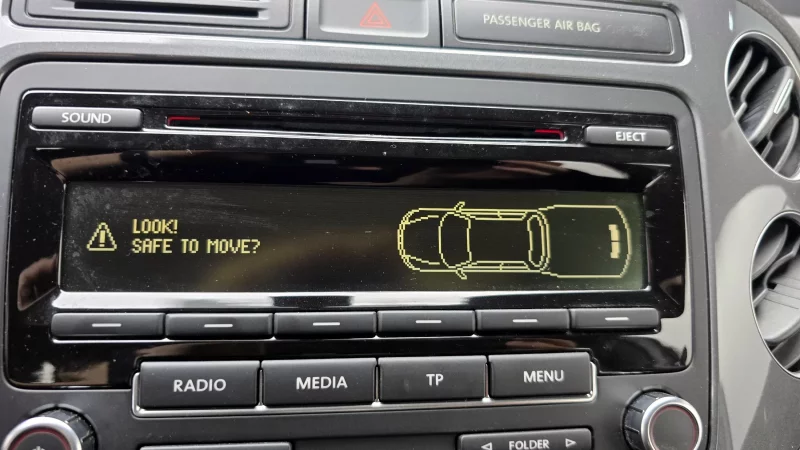 PASSENGER AIR BAG
SOUND
EJECT
LOOK!
SAFE TO MOVE?
RADIO
MEDIA
TP
MENU
FOLDER